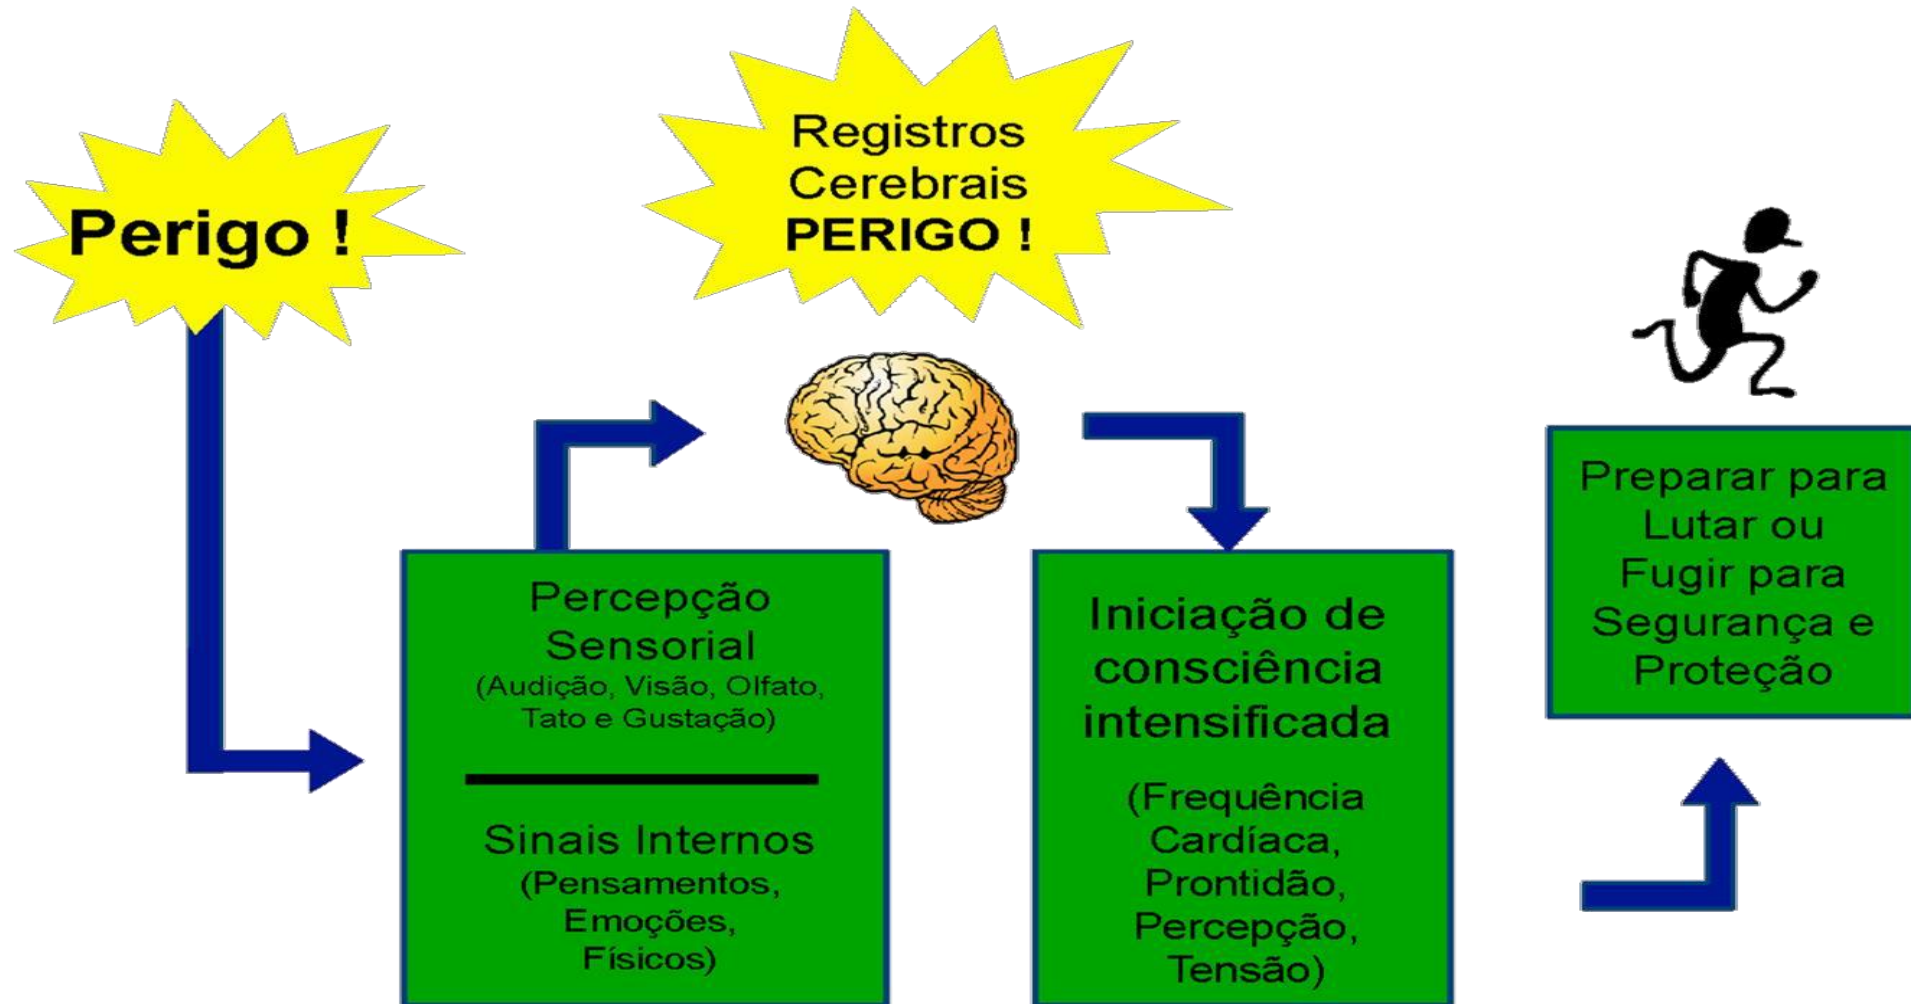 Perigo !
Registros
Cerebrais
PERIGO !
Percepção
Sensorial
(Audição, Visão, Olfato,
Tato e Gustação)
Sinais Internos
(Pensamentos,
Emoções,
Físicos)
Iniciação de
consciência
intensificada
(Frequência
Cardíaca,
Prontidão,
Percepção,
Tensão)
Preparar para
Lutar ou
Fugir para
Segurança e
Proteção